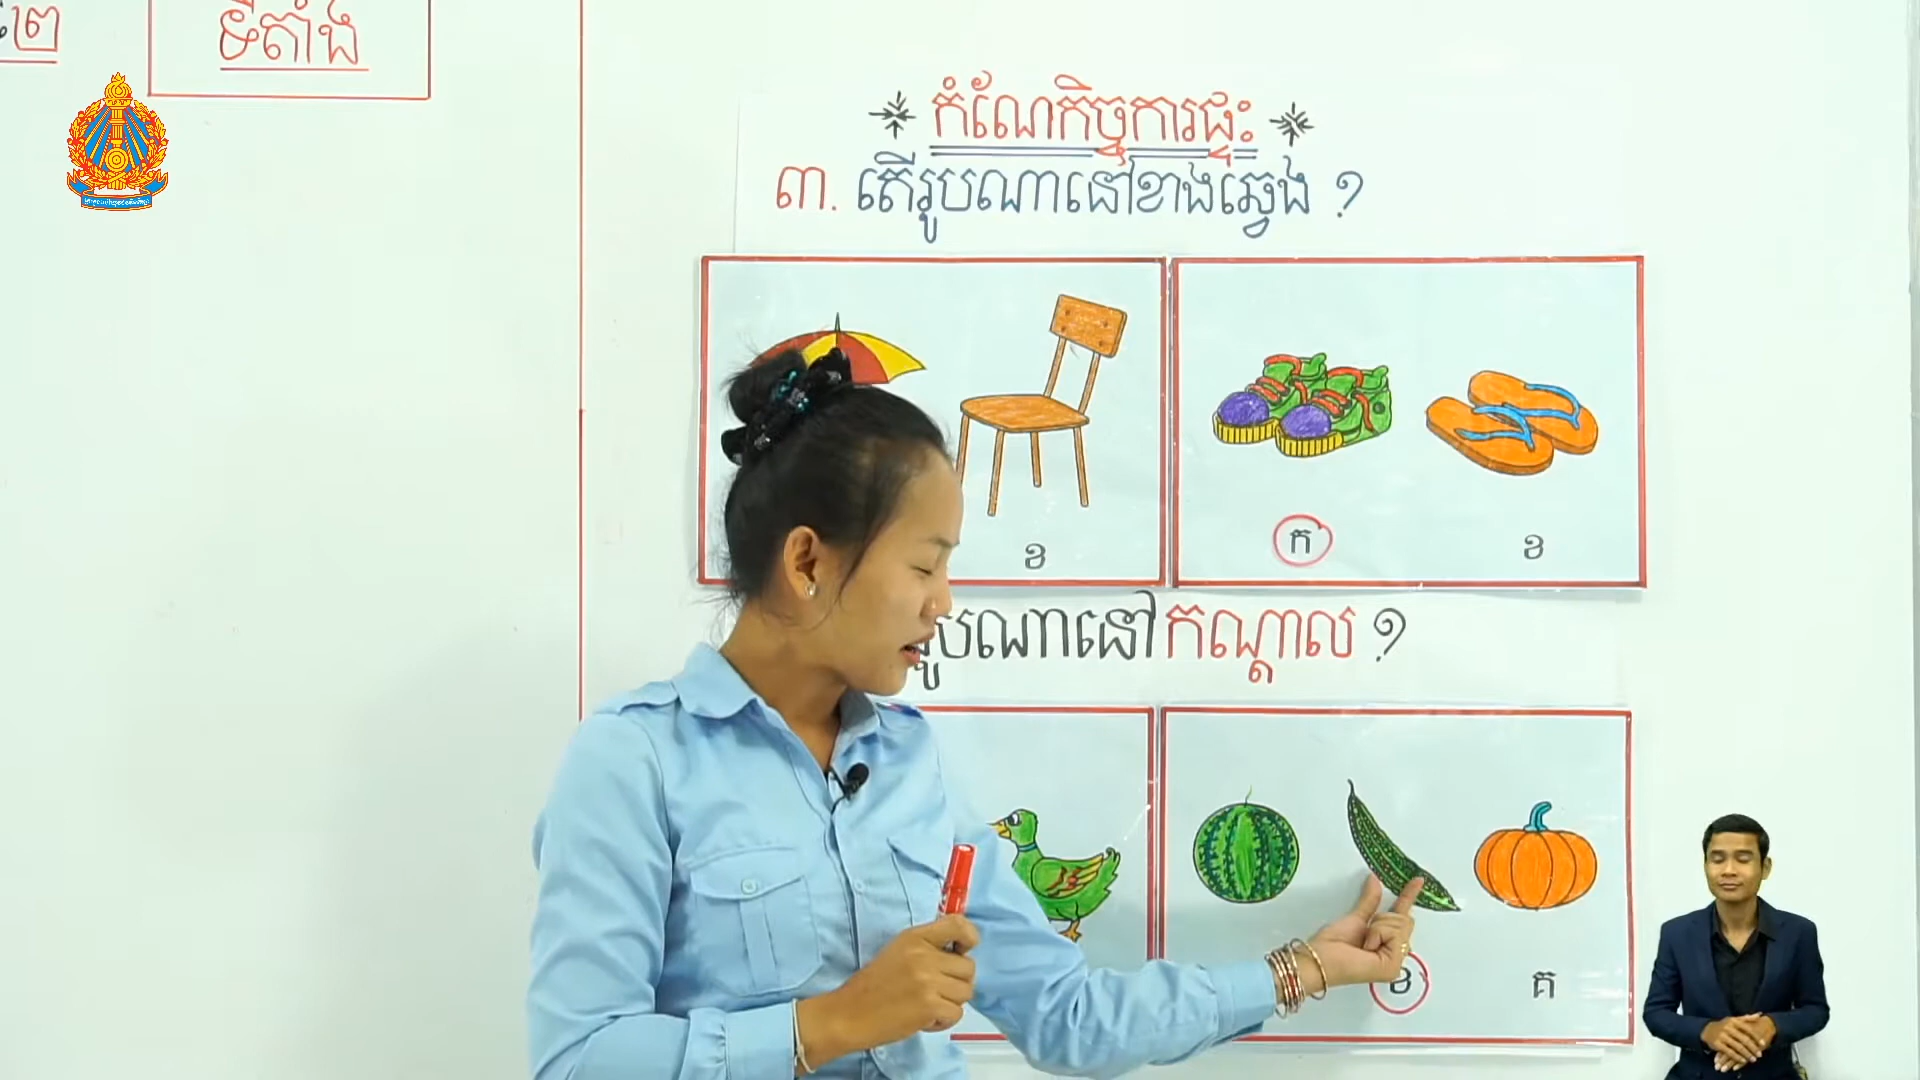 ទីតាំង
កំណែកិច្ចការផ្ទះ
៣. តើរូបណានៅខាងឆ្វេង ?
ខ
ក
ខ
រូបណានៅកណ្តាល ?
ខ
គ